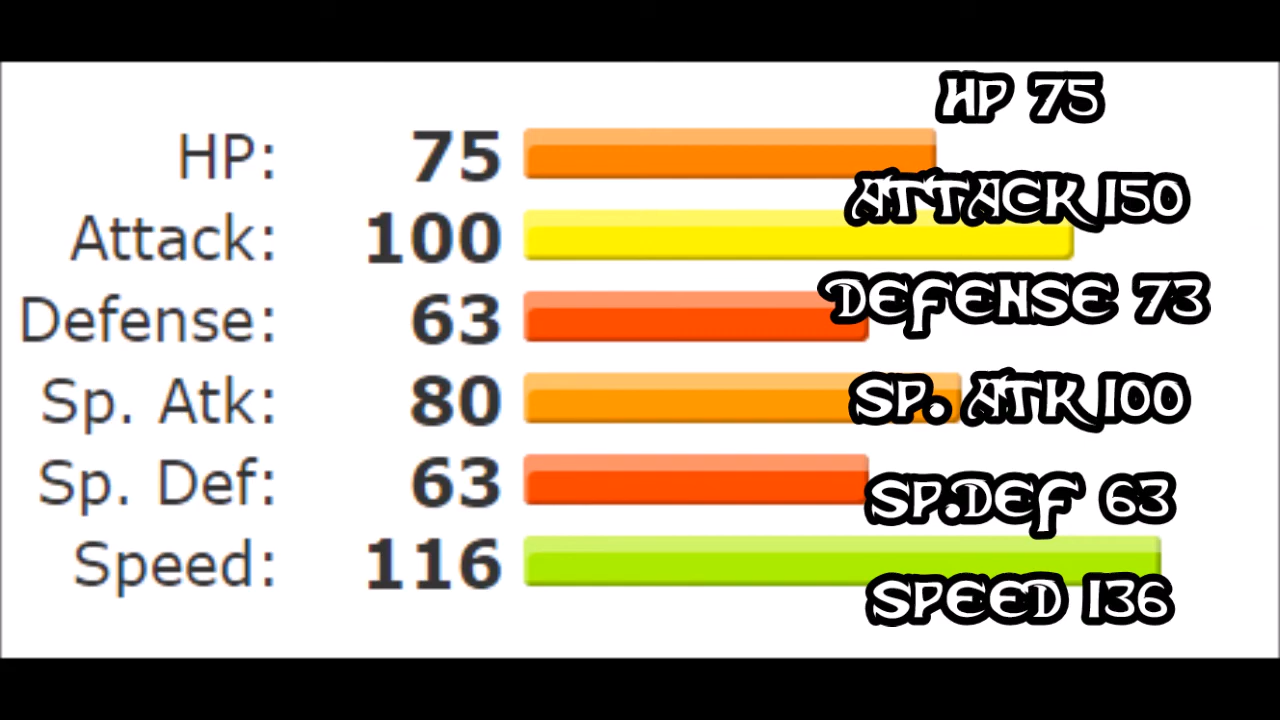 HP 75
HP: 75
ATTACK 150
Attack: 100
DEFENSE 73
Defense: 63
SP. ATK 100
Sp. Atk: 80
SP.DEF 63
Sp. Def: 63
Speed: 116
SPEED 136